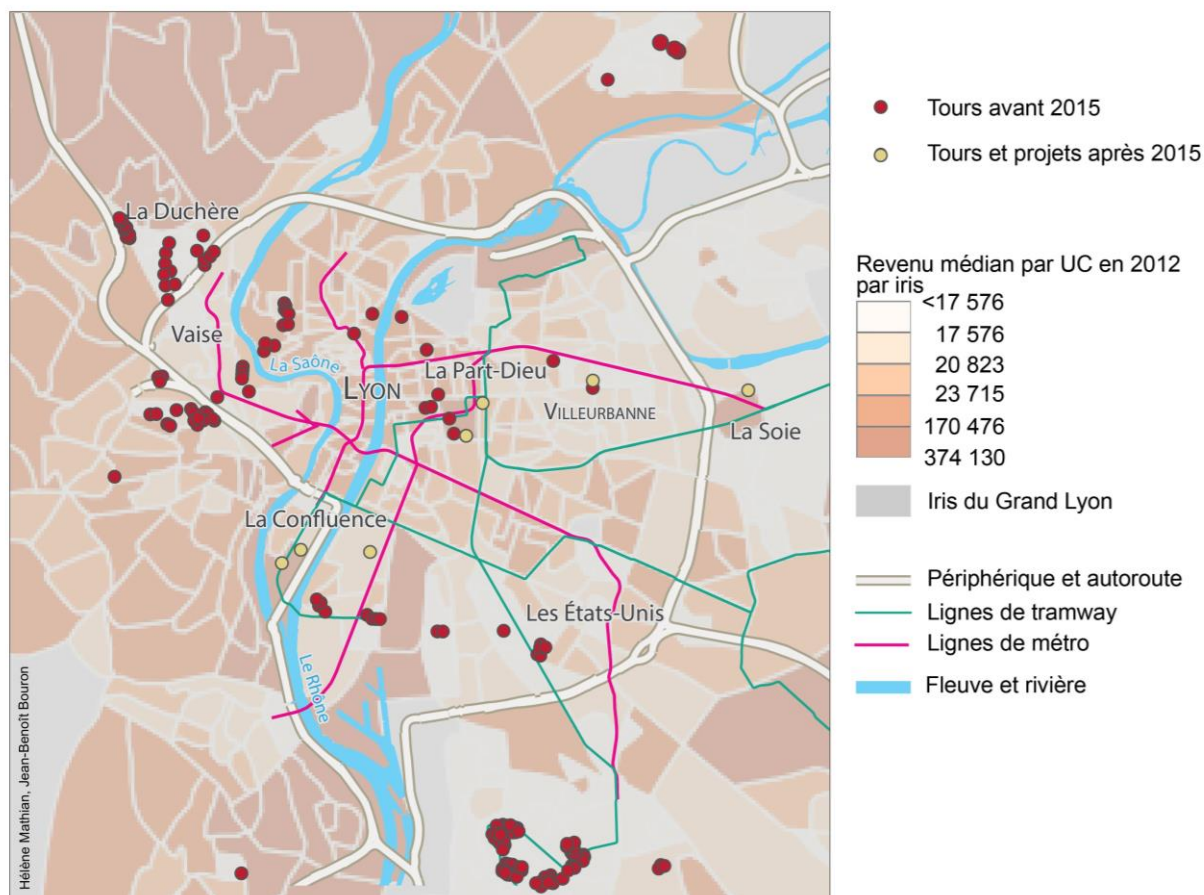 La Duchère
Vaise
La Saône
LYON
La Part-Dieu
VILLEURBANNE
La Soie
La Confluence
Les États-Unis
Le Rhône
Hélène Mathian, Jean-Benoît Bouron
Tours avant 2015
Tours et projets après 2015
Revenu médian par UC en 2012
par iris
<17 576
17 576
20 823
23 715
170 476
374 130
Iris du Grand Lyon
Périphérique et autoroute
Lignes de tramway
Lignes de métro
Fleuve et rivière